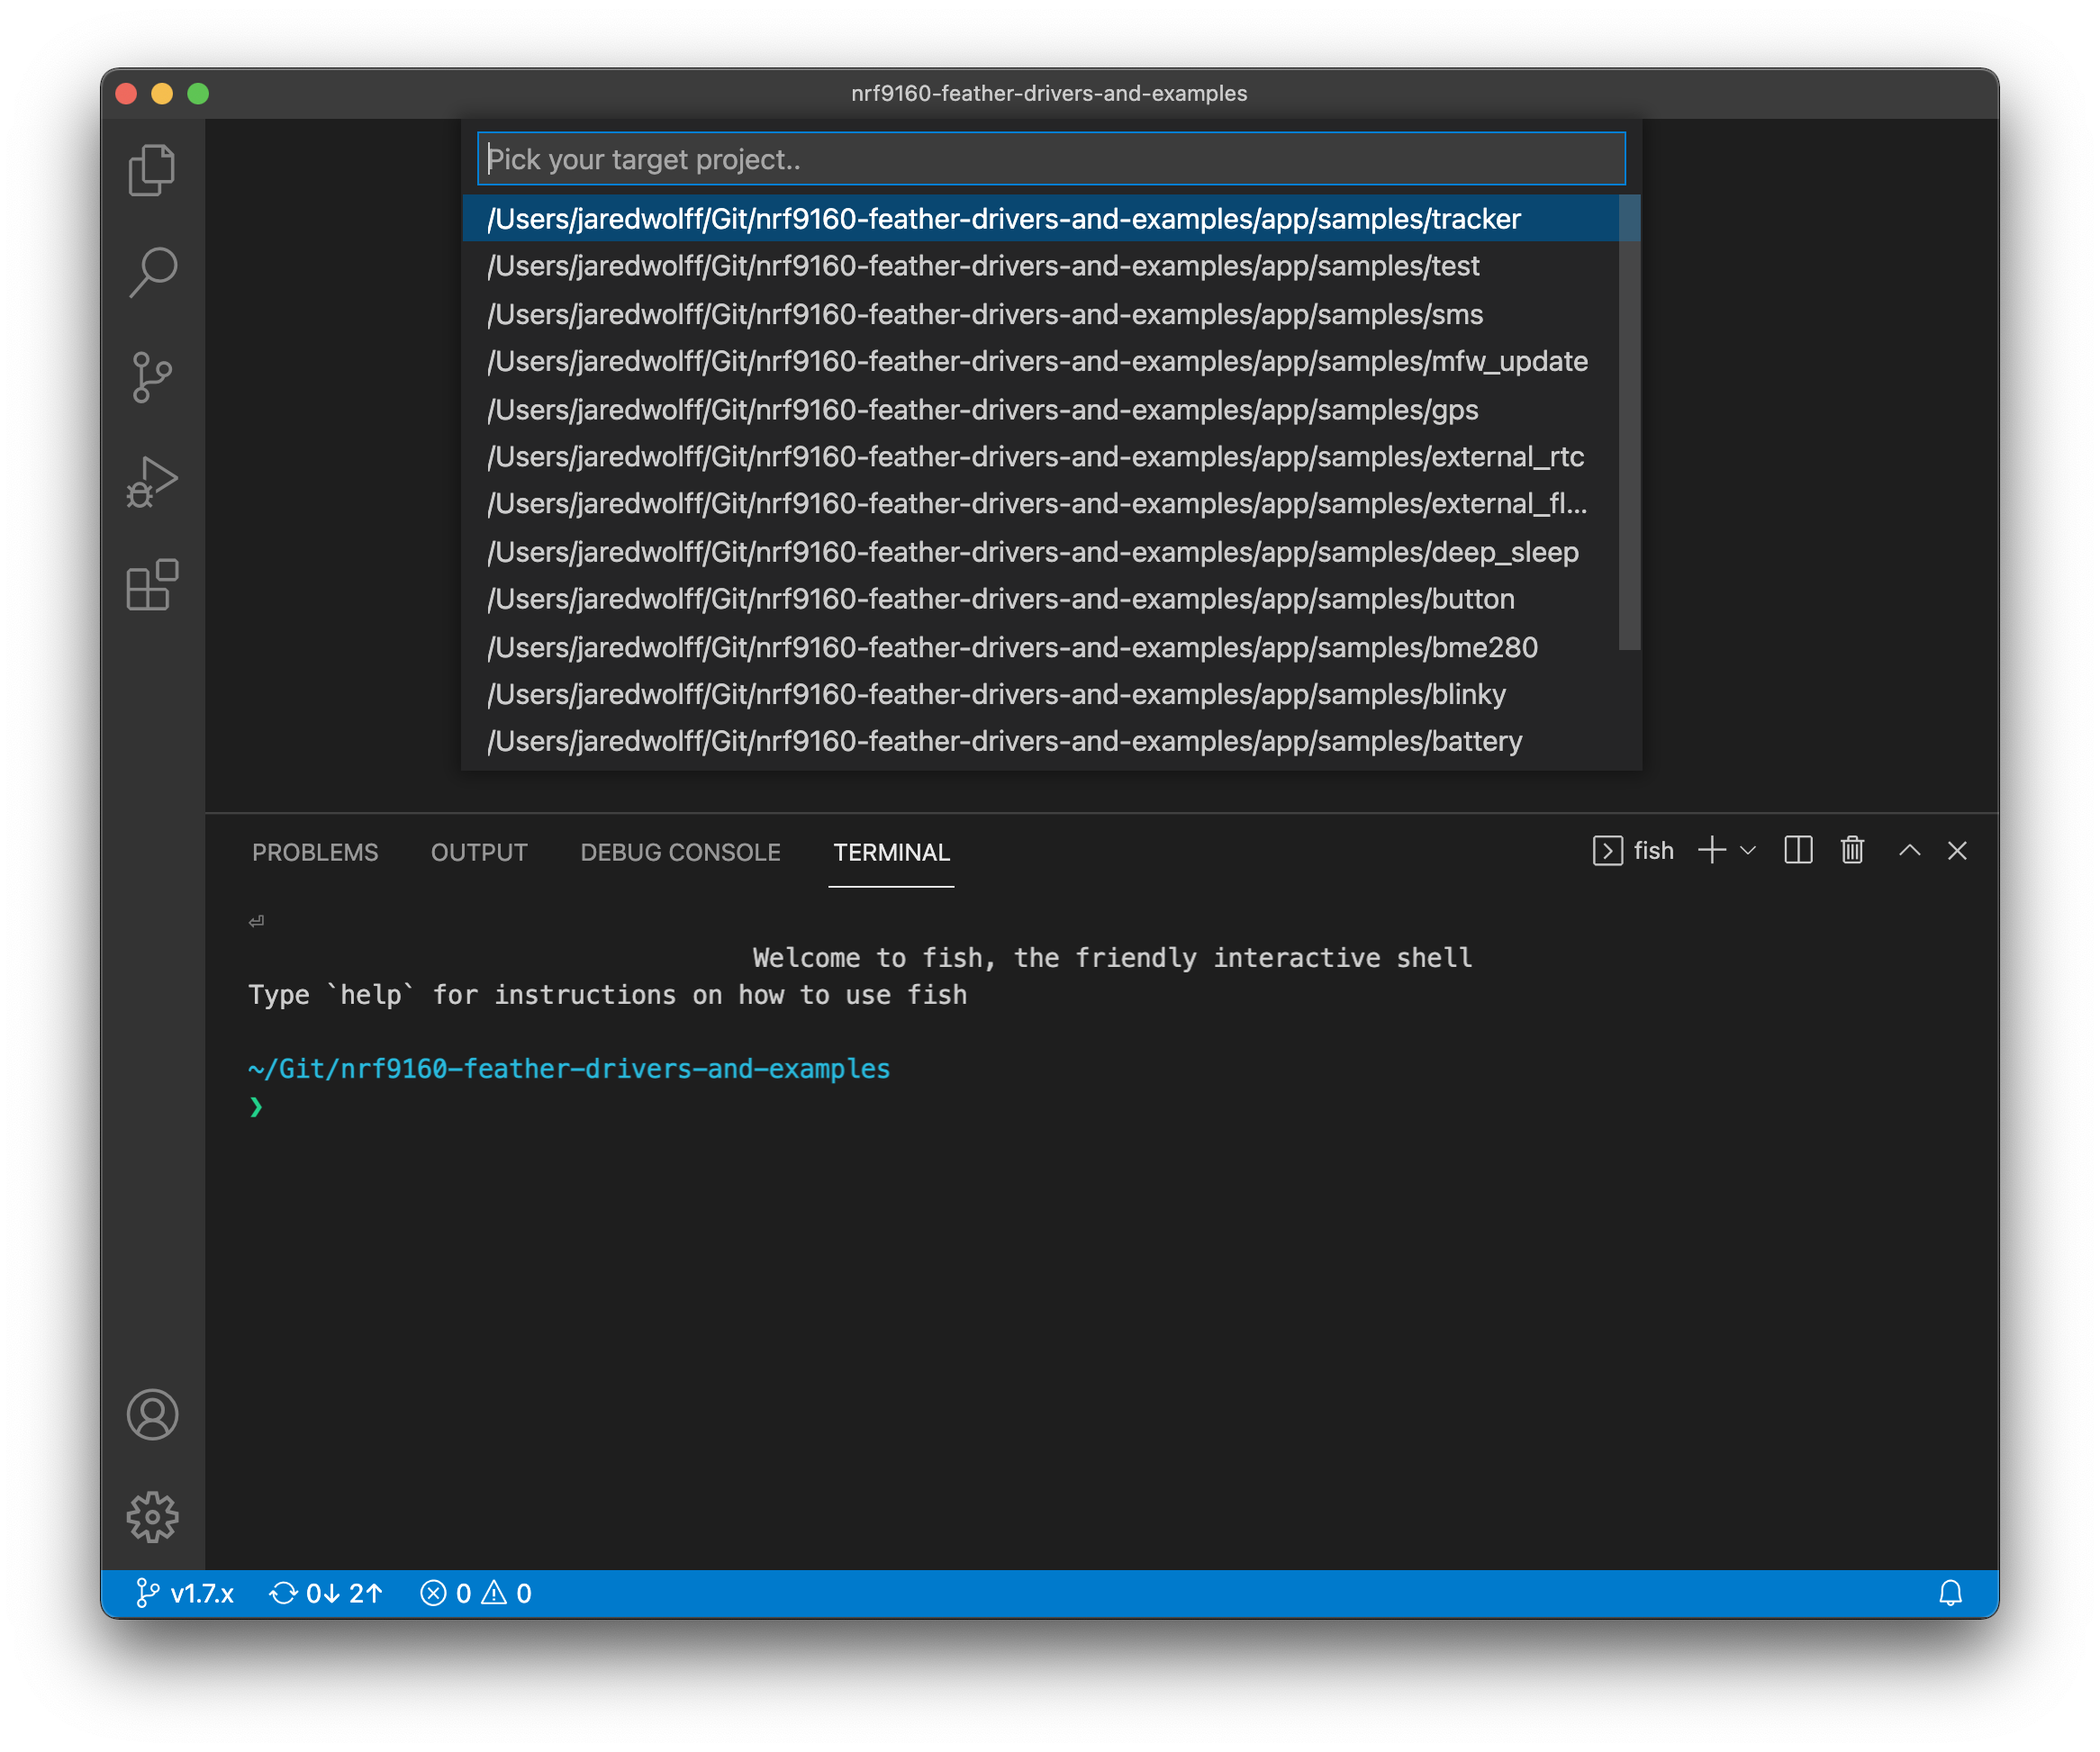 nrf9160-feather-drivers-and-examples
Pick your target project..
/Users/jaredwolff/Git/nrf9160-feather-drivers-and-examples/app/samples/tracker
/Users/jaredwolff/Git/nrf9160-feather-drivers-and-examples/app/samples/test
/Users/jaredwolff/Git/nrf9160-feather-drivers-and-examples/app/samples/sms
/Users/jaredwolff/Git/nrf9160-feather-drivers-and-examples/app/samples/mfw_update
/Users/jaredwolff/Git/nrf9160-feather-drivers-and-examples/app/samples/gps
/Users/jaredwolff/Git/nrf9160-feather-drivers-and-examples/app/samples/external_rtc
/Users/jaredwolff/Git/nrf9160-feather-drivers-and-examples/app/samples/external_fl...
/Users/jaredwolff/Git/nrf9160-feather-drivers-and-examples/app/samples/deep_sleep
/Users/jaredwolff/Git/nrf9160-feather-drivers-and-examples/app/samples/button
/Users/jaredwolff/Git/nrf9160-feather-drivers-and-examples/app/samples/bme280
/Users/jaredwolff/Git/nrf9160-feather-drivers-and-examples/app/samples/blinky
/Users/jaredwolff/Git/nrf9160-feather-drivers-and-examples/app/samples/battery
PROBLEMS OUTPUT DEBUG CONSOLE TERMINAL fish
⏎
Welcome to fish, the friendly interactive shell
Type `help` for instructions on how to use fish
~/Git/nrf9160-feather-drivers-and-examples
❯
v1.7.x 0↓ 2↑ 0 0